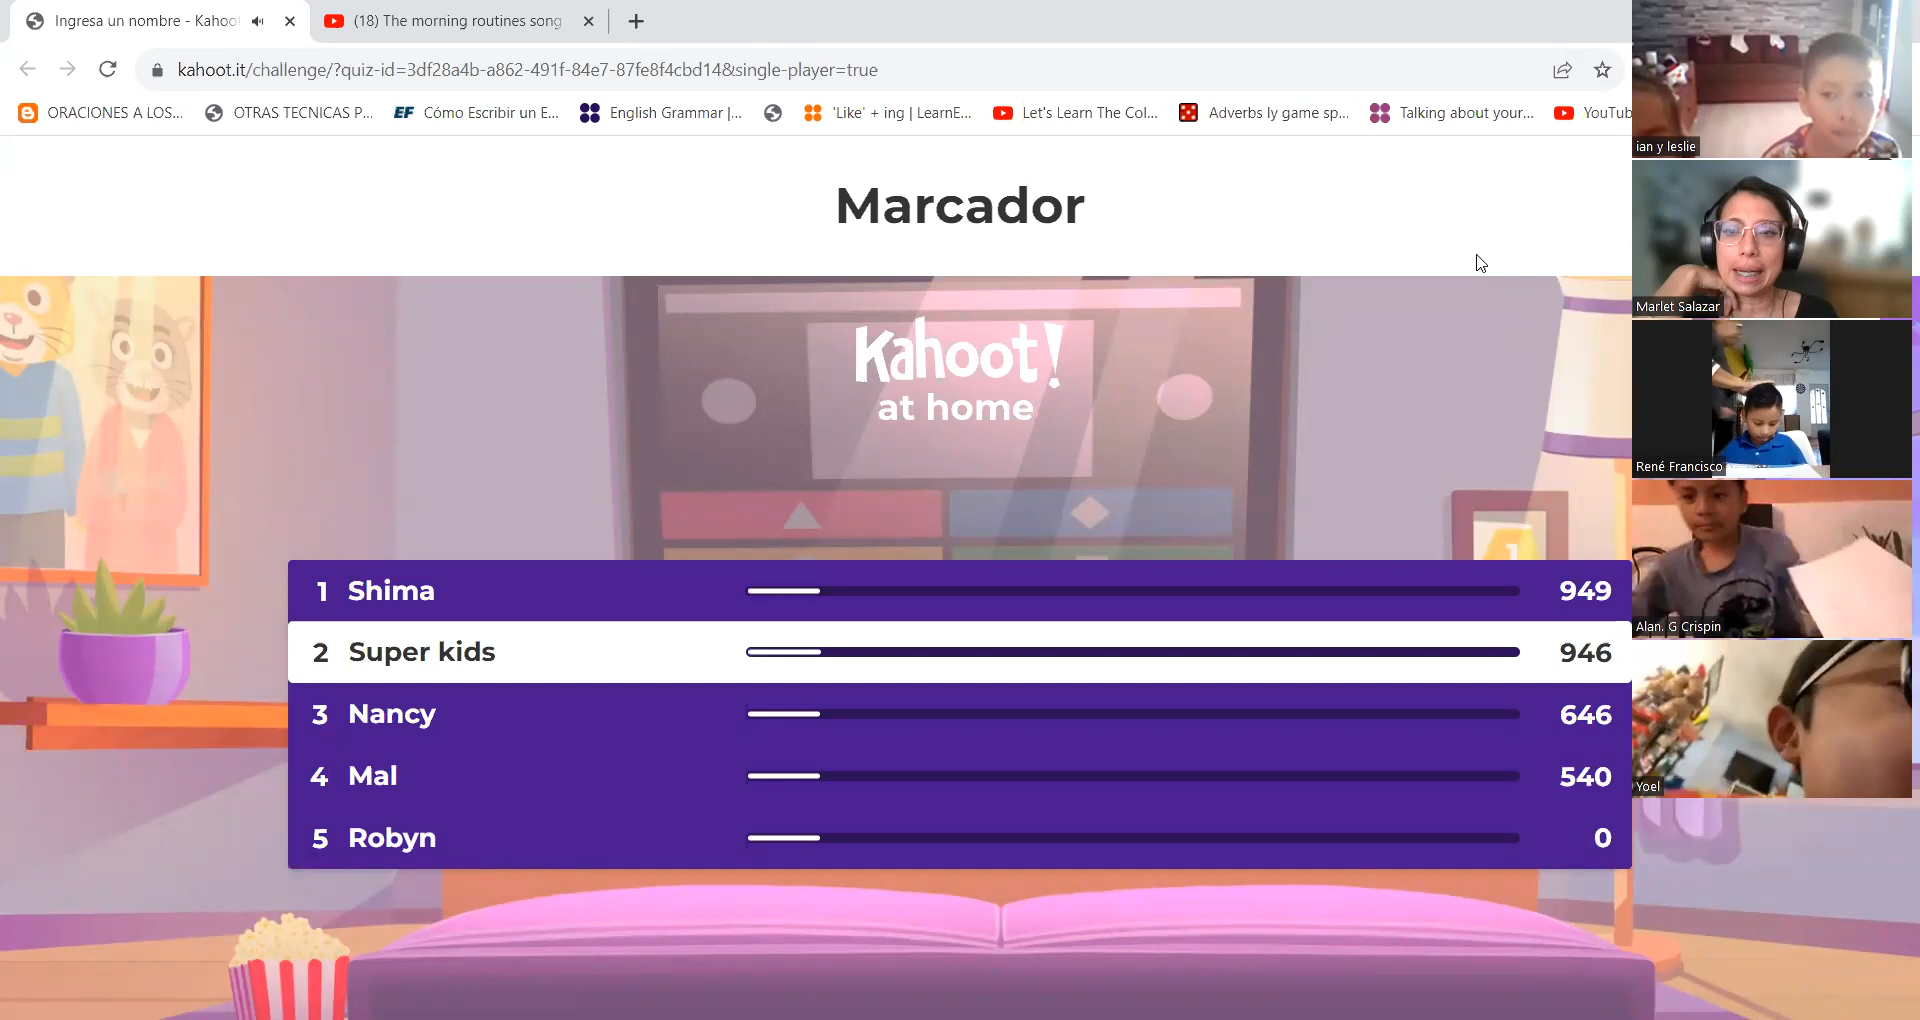 Ingresa un nombre - Kahoo
(18) The morning routines song
kahoot.it/challenge/?quiz-id=3df28a4b-a862-491f-84e7-87fe8f4cbd14&single-player=true
ORACIONES A LOS...
OTRAS TECNICAS P...
EF Cómo Escribir un E...
English Grammar |...
'Like' + ing | LearnE...
Let's Learn The Col...
Adverbs ly game sp...
Talking about your...
YouTub
Marcador
Kahoot!
at home
1 Shima 949
2 Super kids 946
3 Nancy 646
4 Mal 540
5 Robyn 0
1
ian y leslie
Marlet Salazar
René Francisco
Alan. G Crispin
Yoel